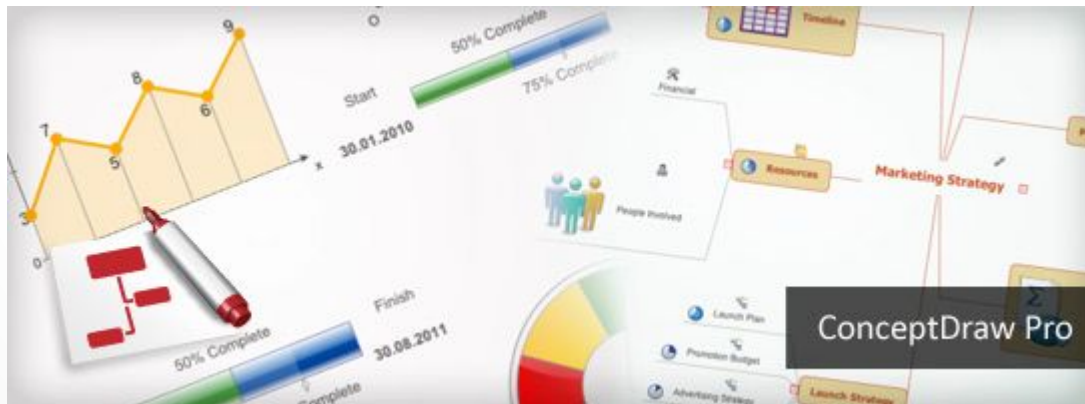 9
8
7
6
5
3
0
x
50% Complete
75% Complete
Start
30.01.2010
Timeline
Financial
Resources
People Involved
Marketing Strategy
50% Complete
Finish
30.08.2011
Complete
Launch Plan
Promotion Budget
Advertising Strategy
Launch Strategy
Σ
ConceptDraw Pro